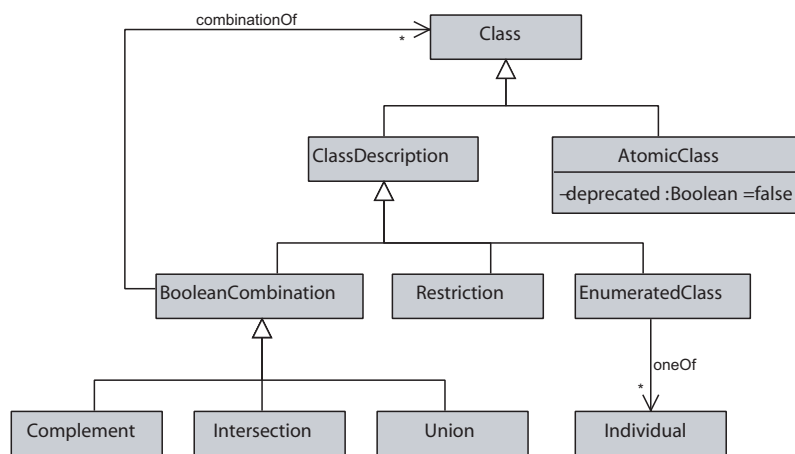 combinationOf
*
Class
ClassDescription
AtomicClass
-deprecated :Boolean =false
BooleanCombination
Restriction
EnumeratedClass
oneOf
*
Complement
Intersection
Union
Individual